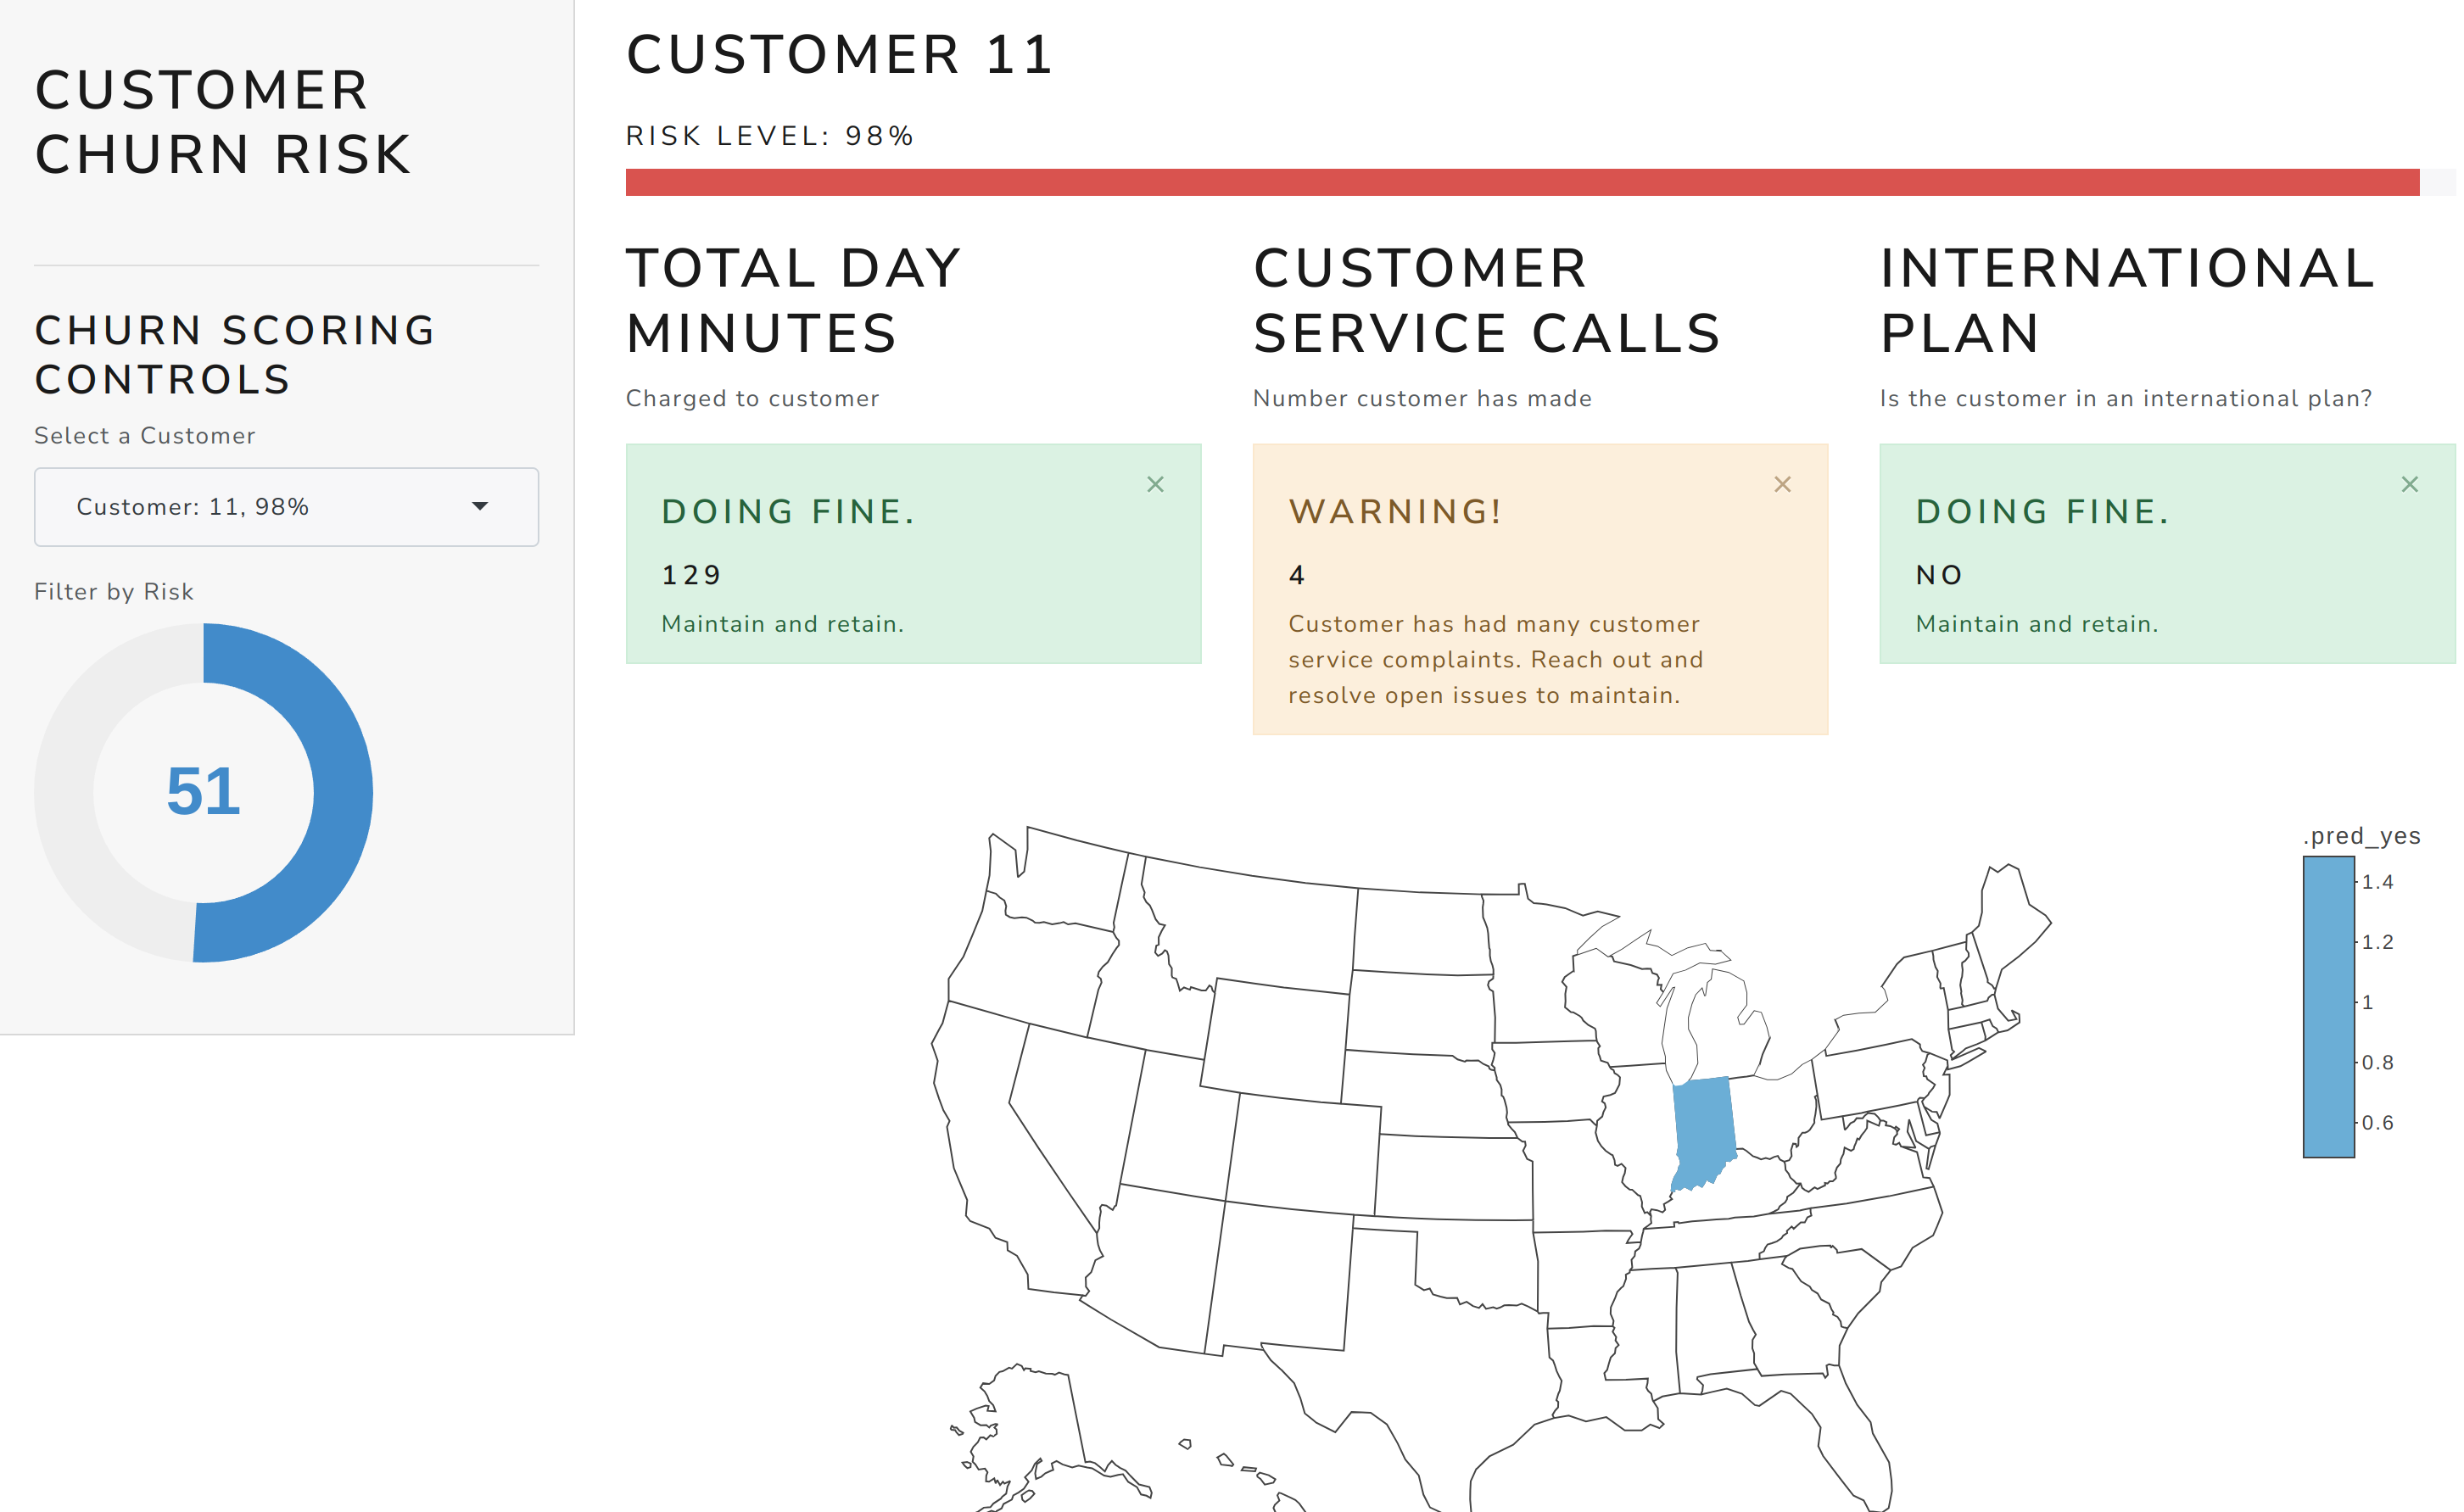 CUSTOMER
CHURN RISK
CHURN SCORING
CONTROLS
Select a Customer
Customer: 11, 98%
Filter by Risk
51
CUSTOMER 11
RISK LEVEL: 98%
TOTAL DAY
MINUTES
Charged to customer
×
DOING FINE.
129
Maintain and retain.
CUSTOMER
SERVICE CALLS
Number customer has made
×
WARNING!
4
Customer has had many customer
service complaints. Reach out and
resolve open issues to maintain.
INTERNATIONAL
PLAN
Is the customer in an international plan?
×
DOING FINE.
NO
Maintain and retain.
.pred_yes
1.4
1.2
1
0.8
0.6